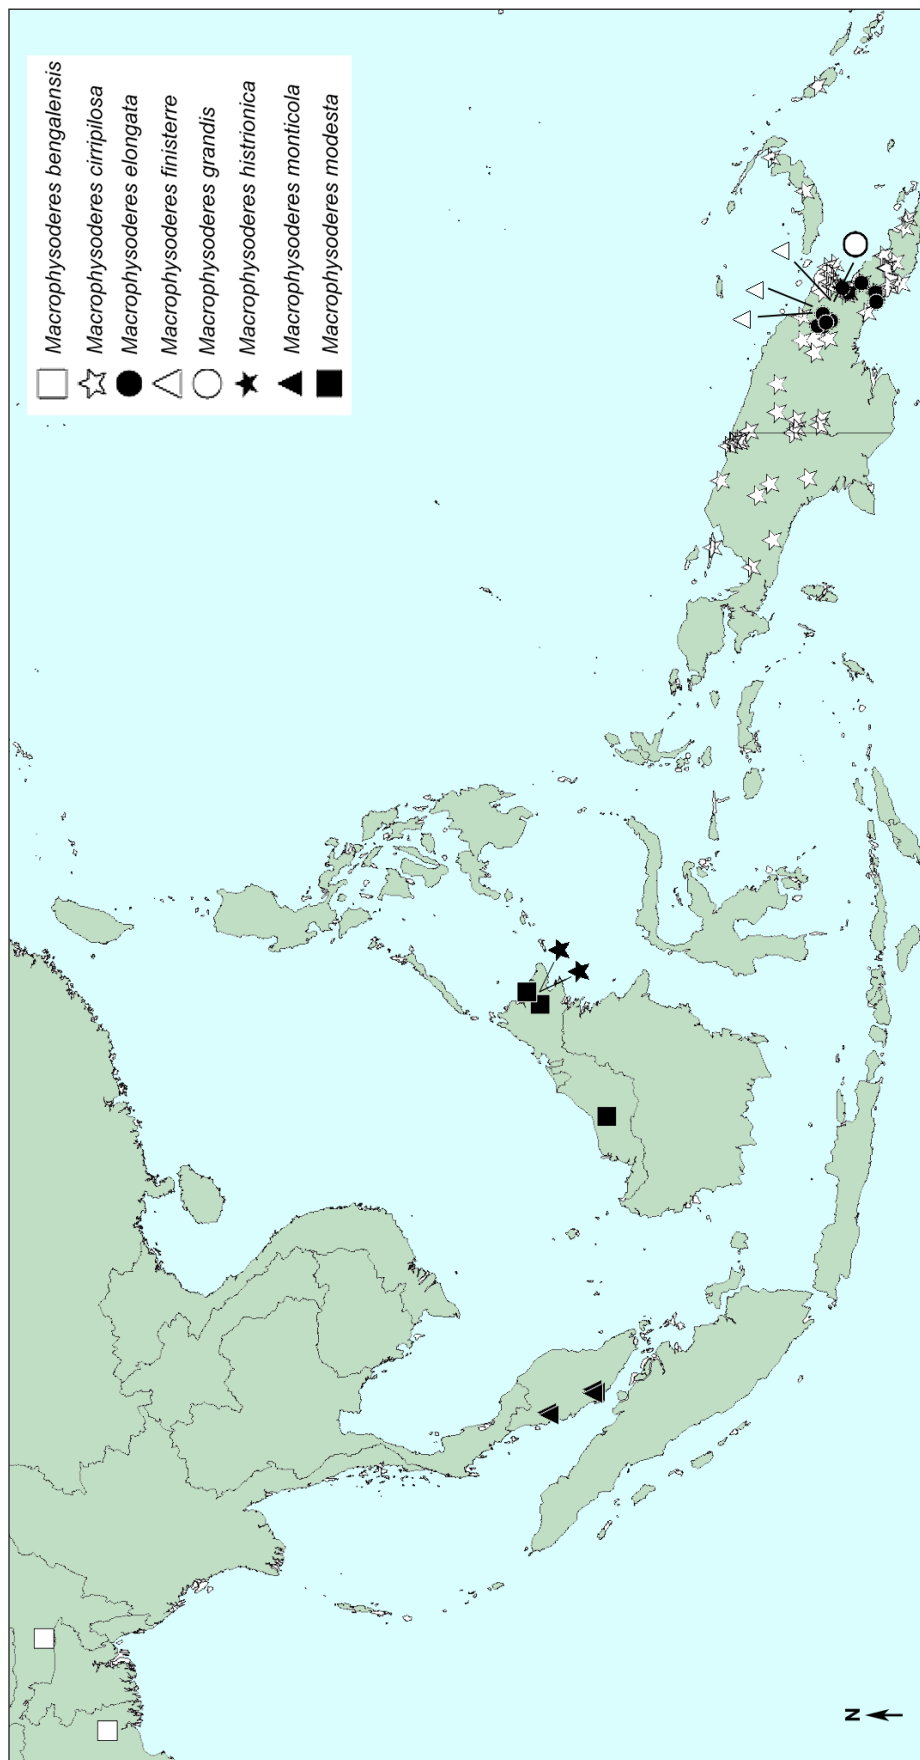 Macrophysoderes bengalensis
Macrophysoderes cirripilosa
Macrophysoderes elongata
Macrophysoderes finisterre
Macrophysoderes grandis
Macrophysoderes histrionica
Macrophysoderes monticola
Macrophysoderes modesta
N